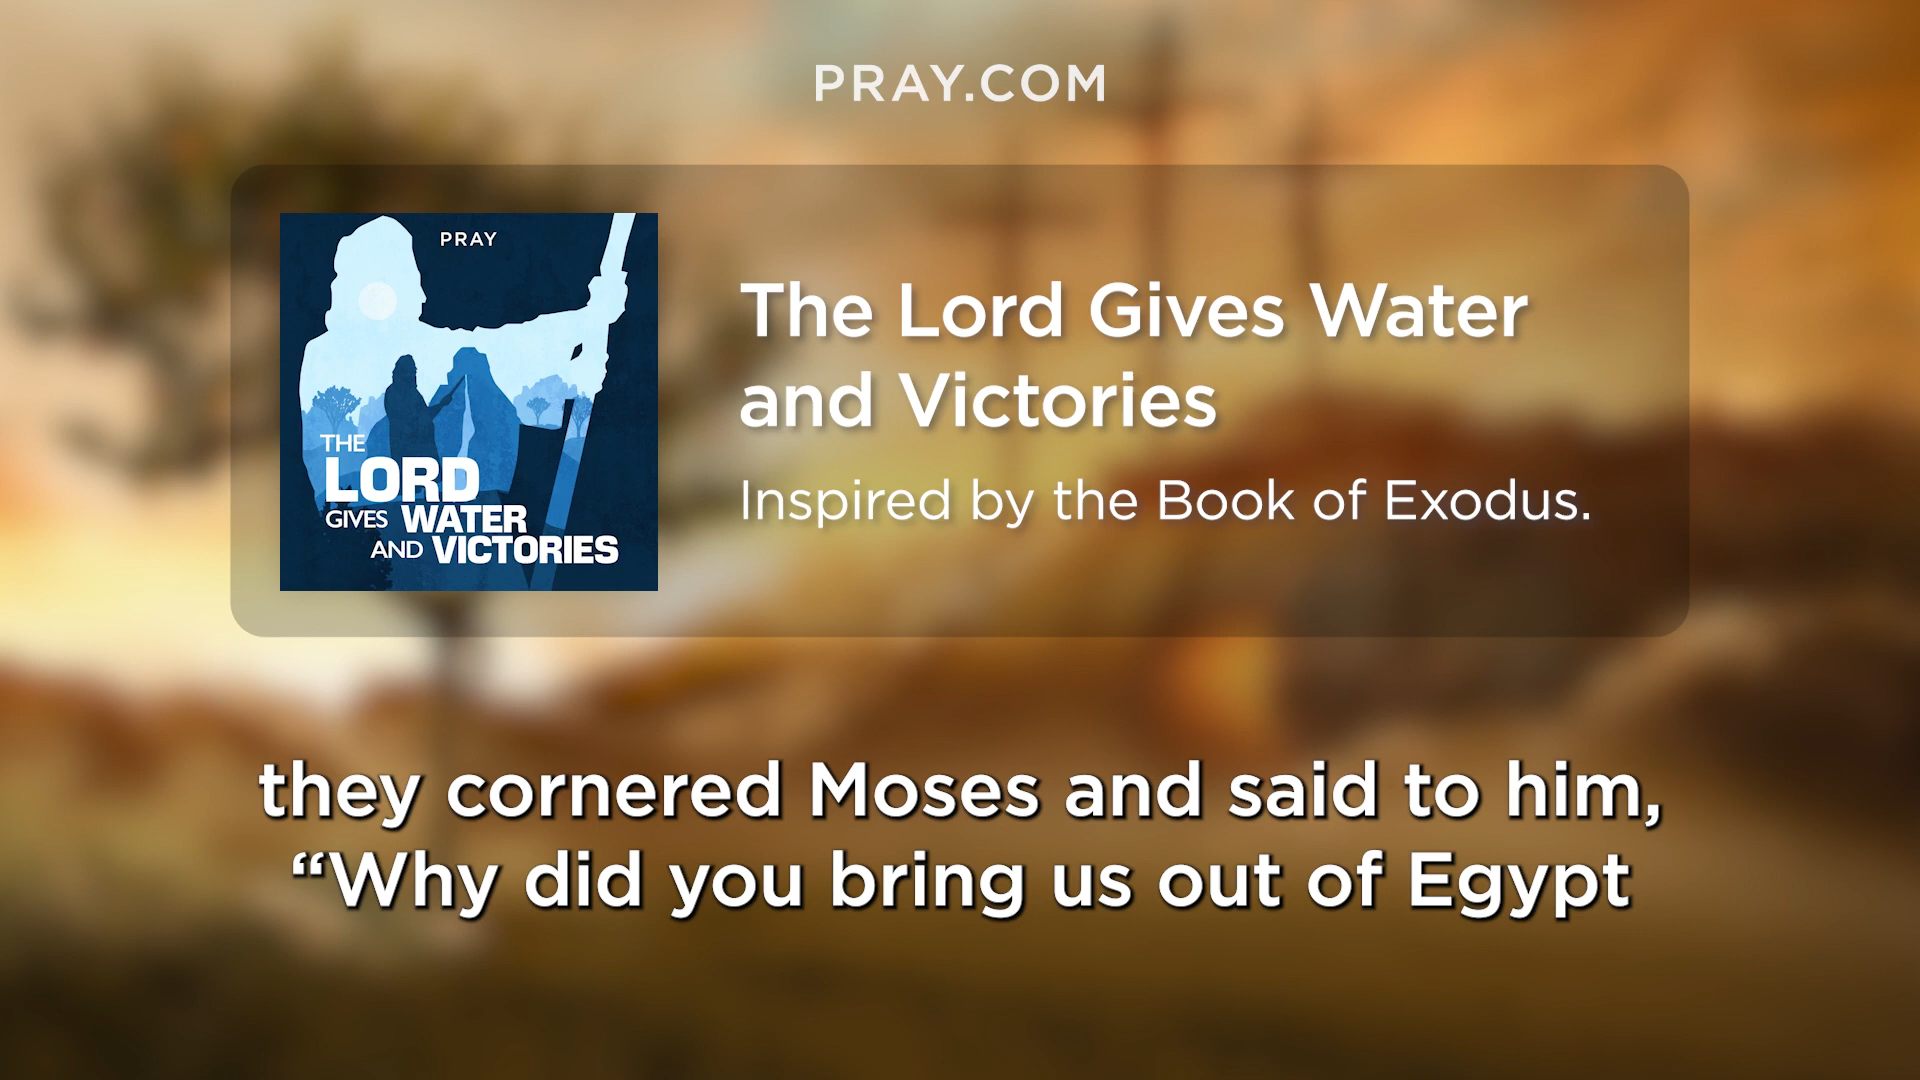 PRAY.COM
PRAY
THE
LORD
GIVES WATER
AND VICTORIES
The Lord Gives Water
and Victories
Inspired by the Book of Exodus.
they cornered Moses and said to him,
“Why did you bring us out of Egypt